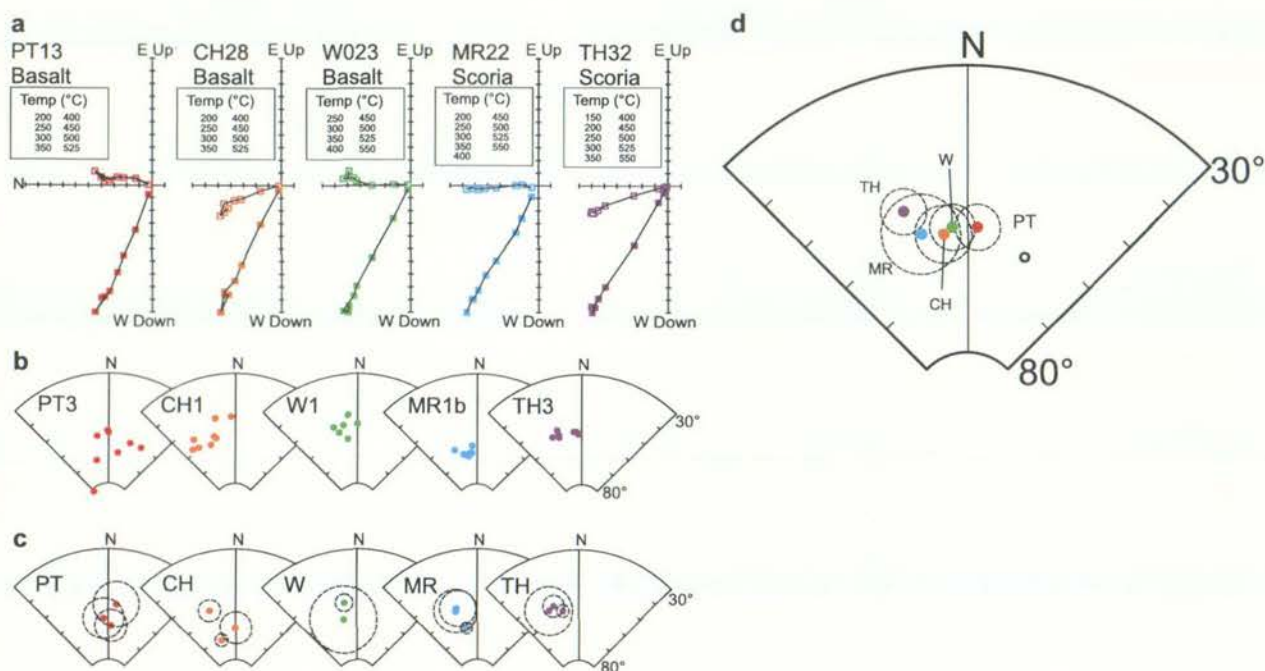 a
PT13
Basalt
E Up
Temp (°C)
200 400
250 450
300 500
350 525
N
W Down
CH28
Basalt
E Up
Temp (°C)
200 400
250 450
300 500
350 525
W Down
W023
Basalt
E Up
Temp (°C)
250 450
300 500
350 525
400 550
W Down
MR22
Scoria
E Up
Temp (°C)
200 450
250 500
300 525
350 550
400
W Down
TH32
Scoria
E Up
Temp (°C)
150 400
200 450
250 500
300 525
350 550
W Down
b
N
N
N
N
N
PT3
CH1
W1
MR1b
TH3
30°
80°
c
N
N
N
N
N
PT
CH
W
MR
TH
30°
80°
d
N
30°
W
TH
PT
MR
CH
80°